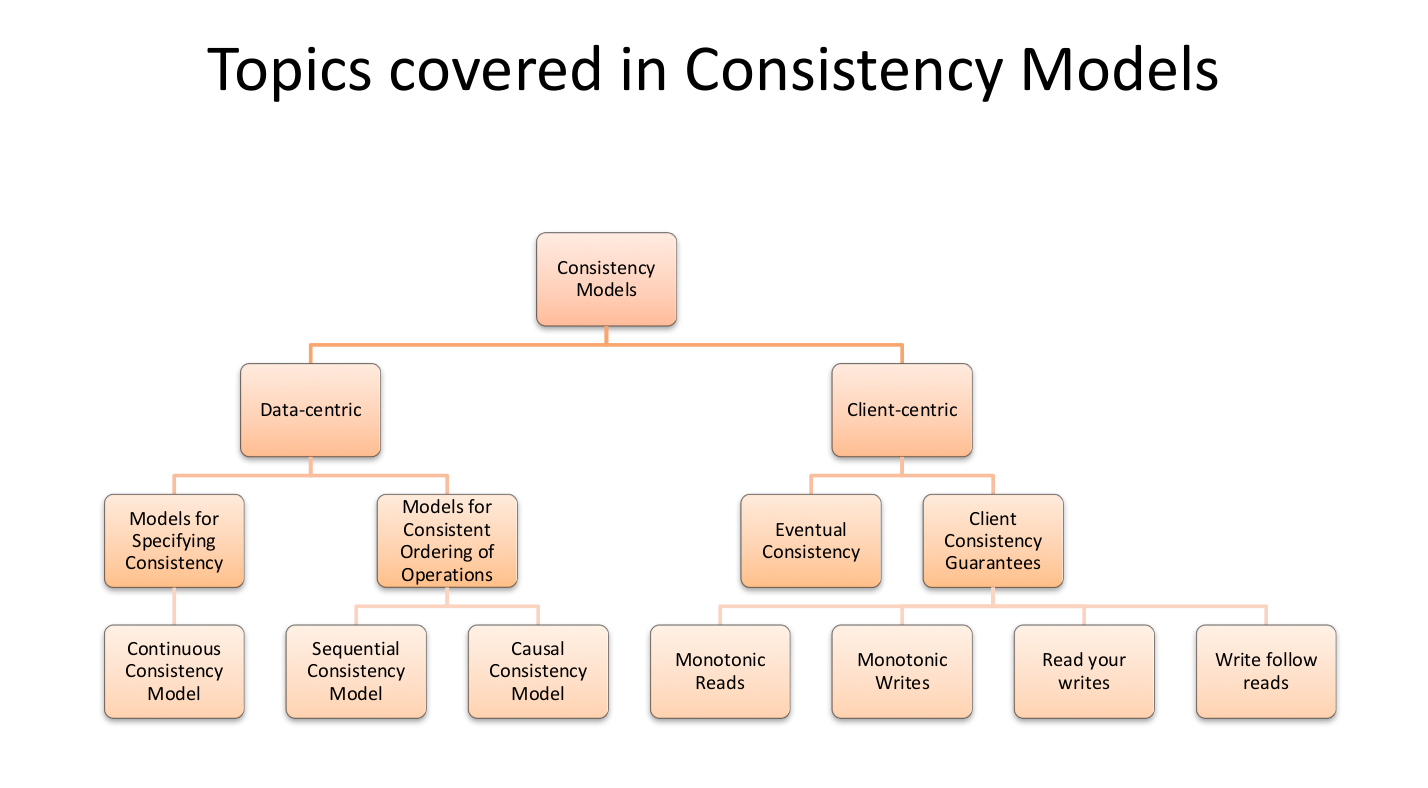 Topics covered in Consistency Models
Consistency
Models
Data-centric
Client-centric
Models for
Specifying
Consistency
Models for
Consistent
Ordering of
Operations
Eventual
Consistency
Client
Consistency
Guarantees
Continuous
Consistency
Model
Sequential
Consistency
Model
Causal
Consistency
Model
Monotonic
Reads
Monotonic
Writes
Read your
writes
Write follow
reads